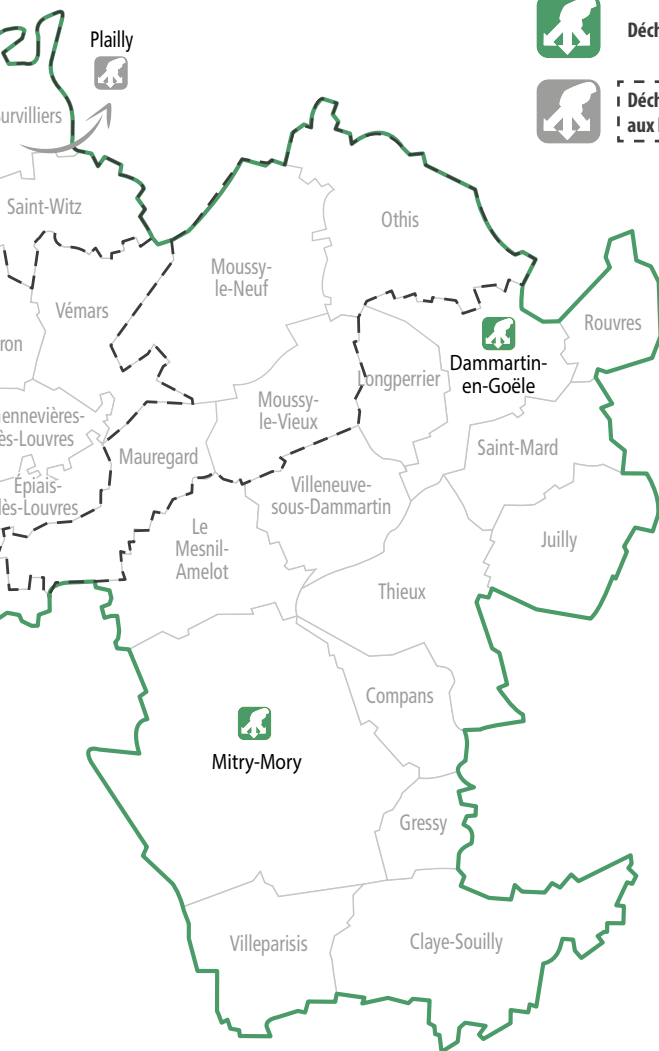 Plailly
Déch
Déch
aux
urvilliers
Saint-Witz
Othis
Moussy-
le-Neuf
Vémars
Rouvres
ron
Dammartin-
en-Goële
Longperrier
Moussy-
le-Vieux
ennevières-
ès-Louvres
Mauregard
Saint-Mard
Épiais-
lès-Louvres
Villeneuve-
sous-Dammartin
Le
Mesnil-
Amelot
Juilly
Thieux
Compans
Mitry-Mory
Gressy
Villeparisis
Claye-Souilly